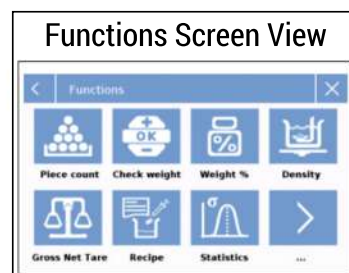 Functions Screen View
Functions
Piece count Check weight Weight % Density
OK
%
Gross Net Tare Recipe Statistics ...